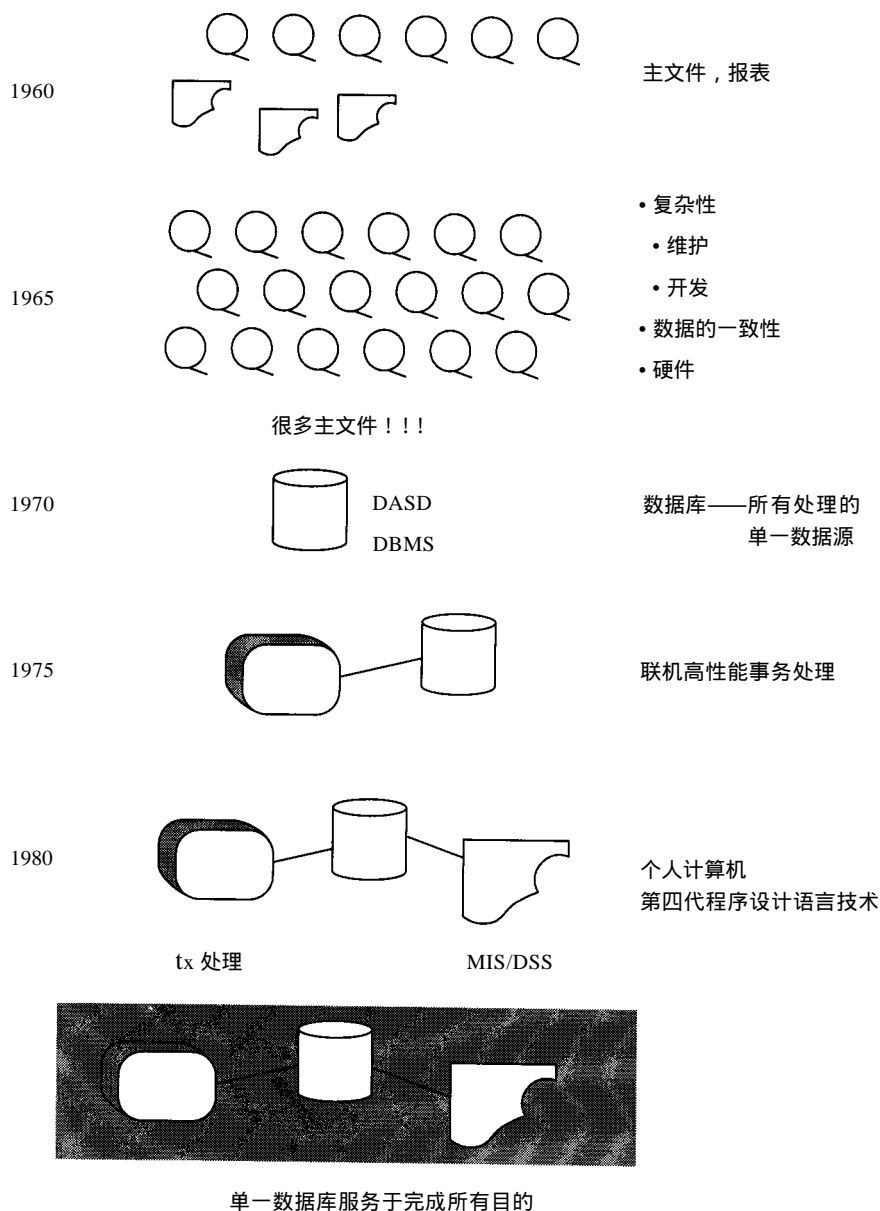 1960
主文件，报表
• 复杂性
• 维护
1965
• 开发
• 数据的一致性
• 硬件
很多主文件！！！
1970
DASD
DBMS
数据库——所有处理的
单一数据源
1975
联机高性能事务处理
1980
个人计算机
第四代程序设计语言技术
tx 处理
MIS/DSS
单一数据库服务于完成所有目的